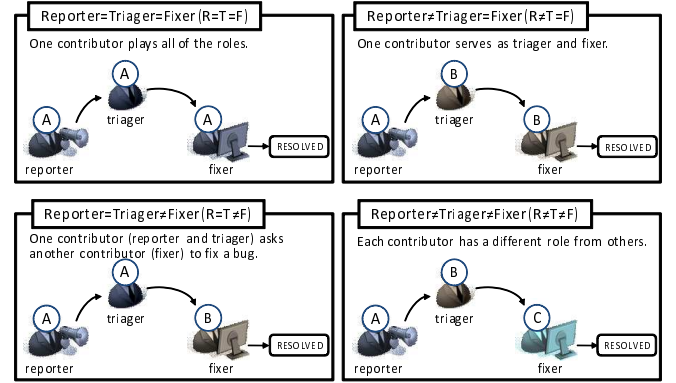 Reporter=Triager=Fixer(R=T=F)
One contributor plays all of the roles.
A
A
A
triager
RESOLVED
reporter
fixer
Reporter≠Triager=Fixer(R≠T=F)
One contributor serves as triager and fixer.
B
A
B
triager
RESOLVED
reporter
fixer
Reporter=Triager≠Fixer(R=T≠F)
One contributor (reporter and triager) asks
another contributor (fixer) to fix a bug.
A
A
B
triager
RESOLVED
reporter
fixer
Reporter≠Triager≠Fixer(R≠T≠F)
Each contributor has a different role from others.
B
A
C
triager
RESOLVED
reporter
fixer